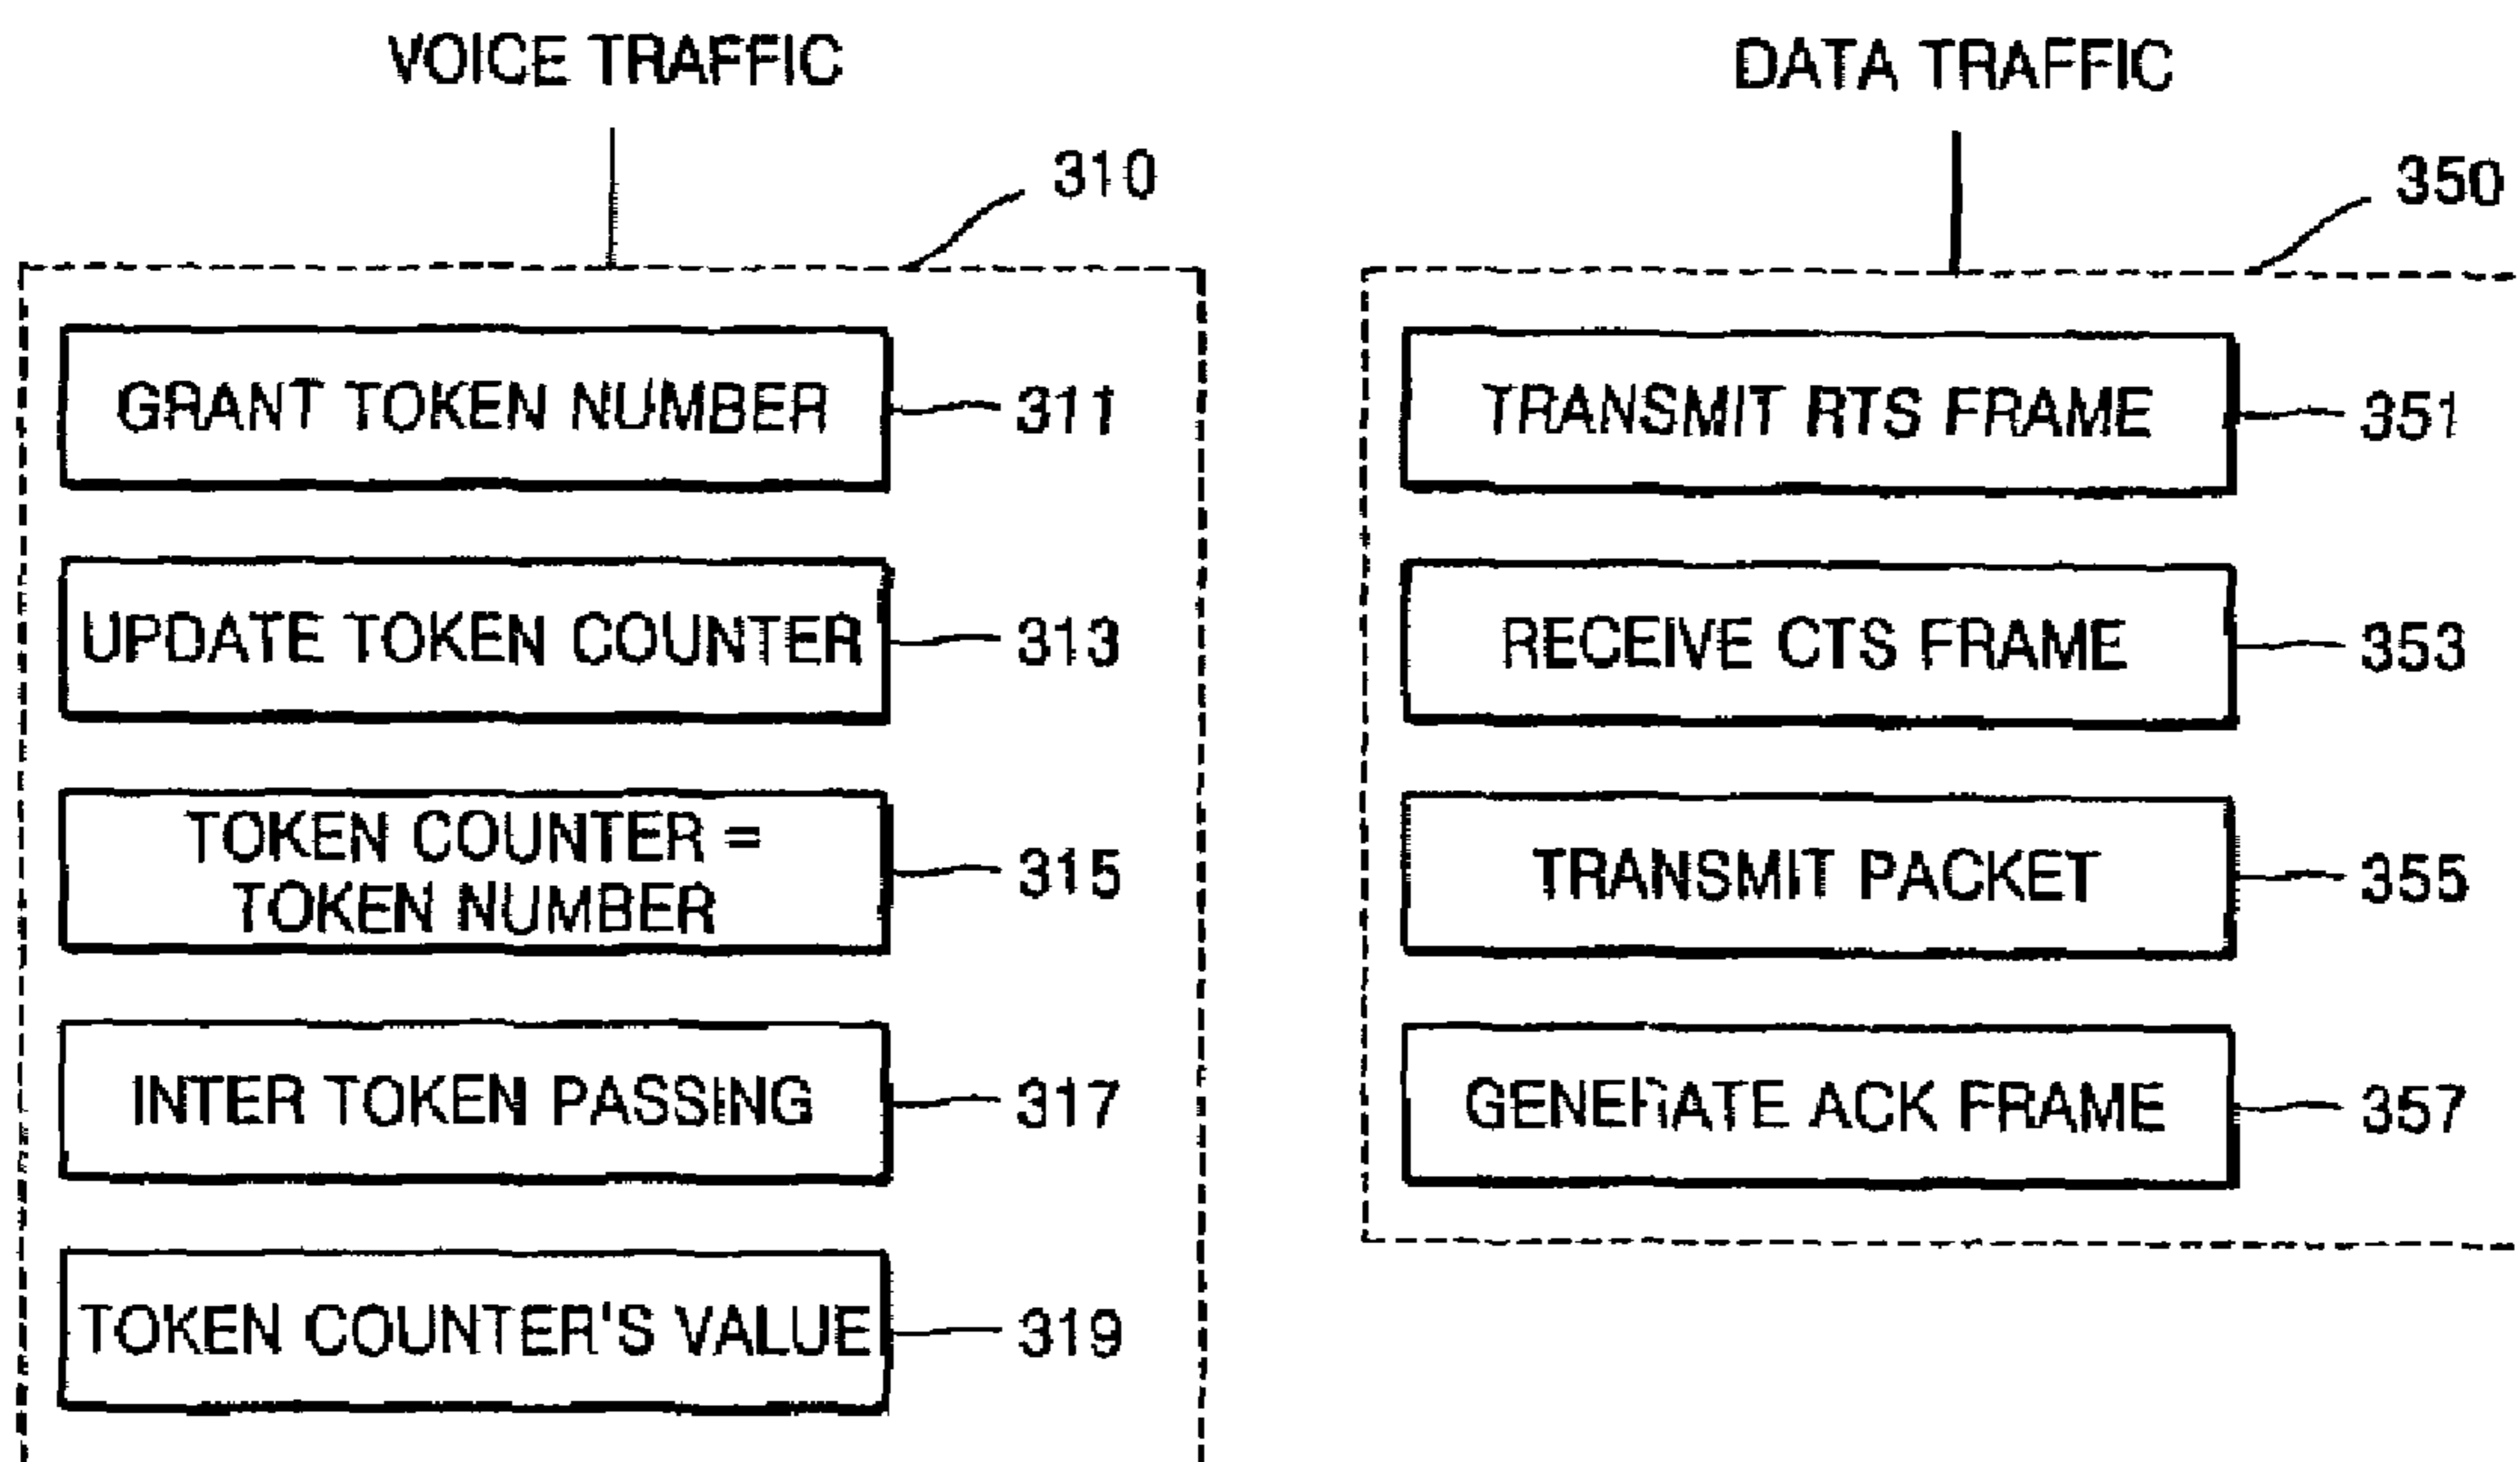 VOICE TRAFFIC
310
GRANT TOKEN NUMBER
311
UPDATE TOKEN COUNTER
313
TOKEN COUNTER =
TOKEN NUMBER
315
INTER TOKEN PASSING
317
TOKEN COUNTER'S VALUE
319
DATA TRAFFIC
350
TRANSMIT RTS FRAME
351
RECEIVE CTS FRAME
353
TRANSMIT PACKET
355
GENERATE ACK FRAME
357